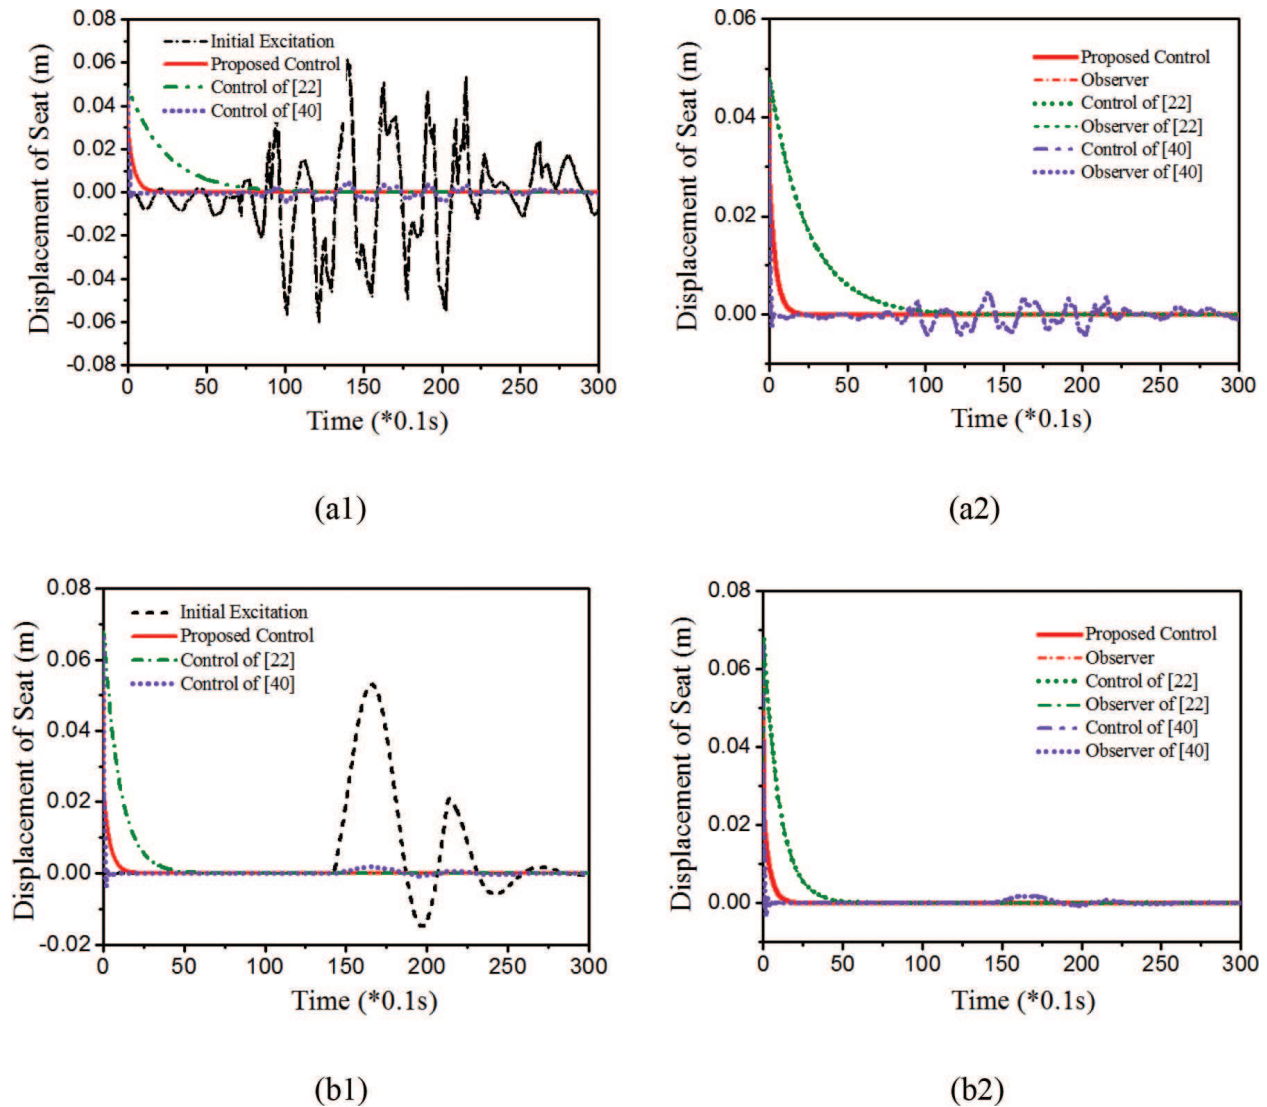 Displacement of Seat (m)
0.08
0.06
0.04
0.02
0.00
-0.02
-0.04
-0.06
-0.08
Initial Excitation
Proposed Control
Control of [22]
Control of [40]
0 50 100 150 200 250 300
Time (*0.1s)
(a1)
Displacement of Seat (m)
0.06
0.04
0.02
0.00
Proposed Control
Observer
Control of [22]
Observer of [22]
Control of [40]
Observer of [40]
0 50 100 150 200 250 300
Time (*0.1s)
(a2)
Displacement of Seat (m)
0.08
0.06
0.04
0.02
0.00
-0.02
Initial Excitation
Proposed Control
Control of [22]
Control of [40]
0 50 100 150 200 250 300
Time (*0.1s)
(b1)
Displacement of Seat (m)
0.08
0.06
0.04
0.02
0.00
Proposed Control
Observer
Control of [22]
Observer of [22]
Control of [40]
Observer of [40]
0 50 100 150 200 250 300
Time (*0.1s)
(b2)